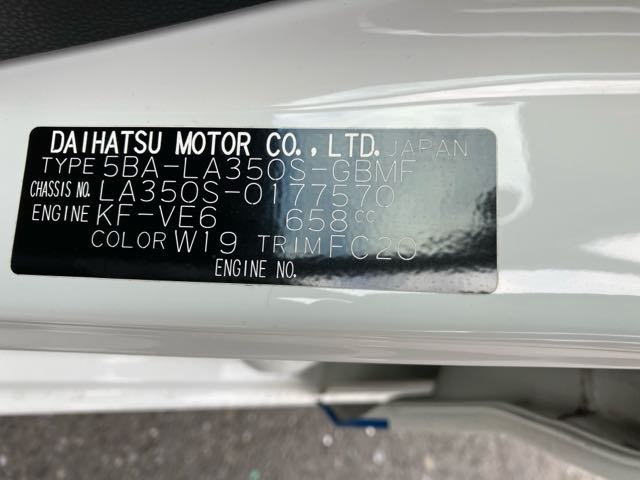 DAIHATSU MOTOR CO., LTD. JAPAN
TYPE 5BA-LA350S-GBMF
CHASSIS NO. LA350S-0177570
ENGINE KF-VE6 658cc
COLOR W19 TRIM FC20
ENGINE NO.